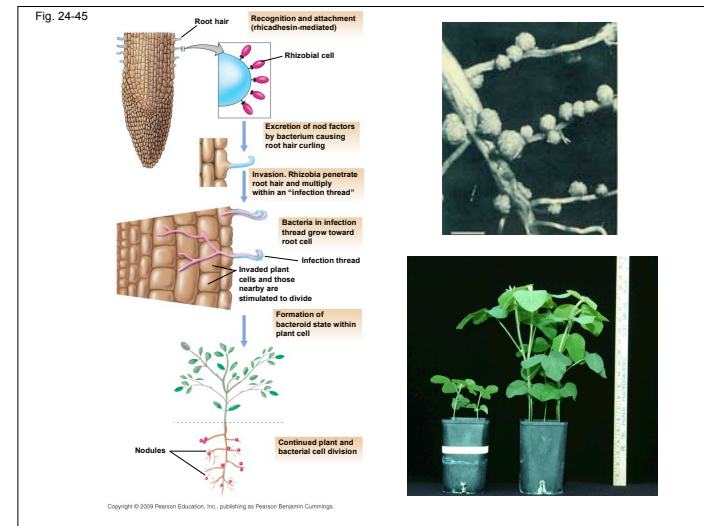 Fig. 24-45
Root hair
Recognition and attachment
(rhicadhesin-mediated)
Rhizobial cell
Excretion of nod factors
by bacterium causing
root hair curling
Invasion. Rhizobia penetrate
root hair and multiply
within an “infection thread”
Bacteria in infection
thread grow toward
root cell
Infection thread
Invaded plant
cells and those
nearby are
stimulated to divide
Formation of
bacteroid state within
plant cell
Nodules
Continued plant and
bacterial cell division
Copyright © 2009 Pearson Education, Inc., publishing as Pearson Benjamin Cummings.